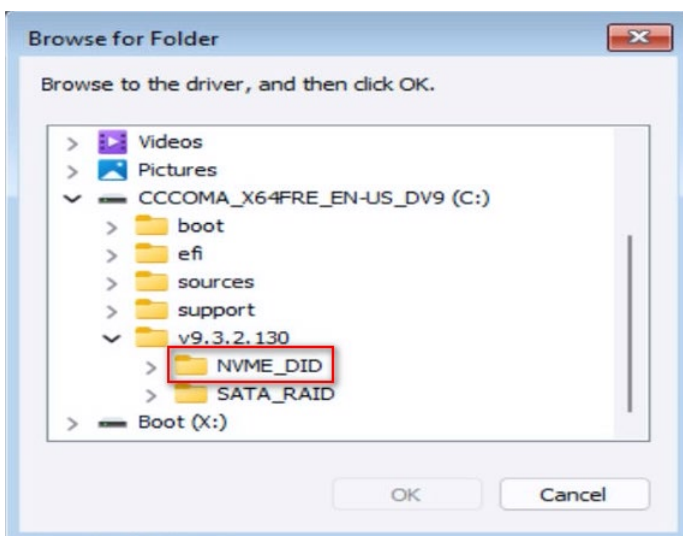 Browse for Folder
Browse to the driver, and then click OK.
Videos
Pictures
CCCOMA_X64FRE_EN-US_DV9 (C:)
boot
efi
sources
support
v9.3.2.130
NVME_DID
SATA_RAID
Boot (X:)
OK Cancel